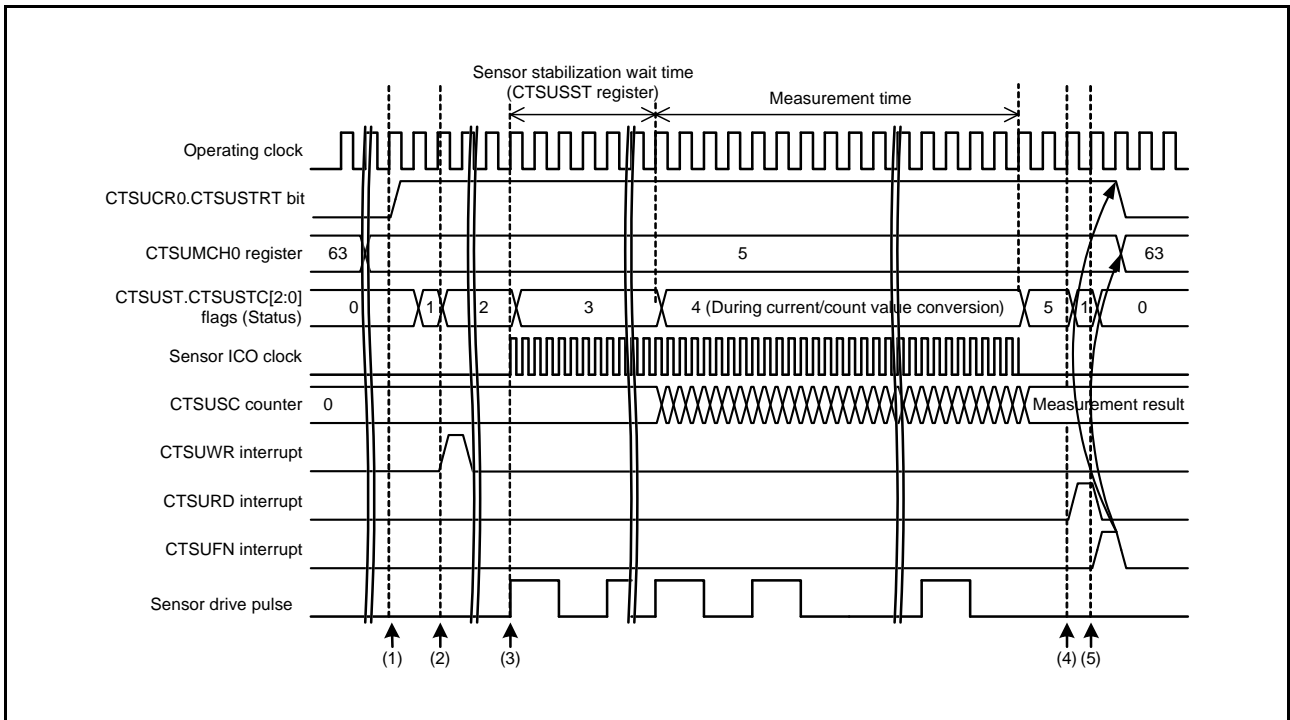 Sensor stabilization wait time
(CTSUSST register)
Measurement time
Operating clock
CTSUCR0.CTSUSTRT bit
CTSUMCH0 register
63
5
63
CTSUST.CTSUSTC[2:0]
flags (Status)
0
1
2
3
4 (During current/count value conversion)
5
1
0
Sensor ICO clock
CTSUSC counter
0
Measurement result
CTSUWR interrupt
CTSURD interrupt
CTSUFN interrupt
Sensor drive pulse
(1)
(2)
(3)
(4)
(5)